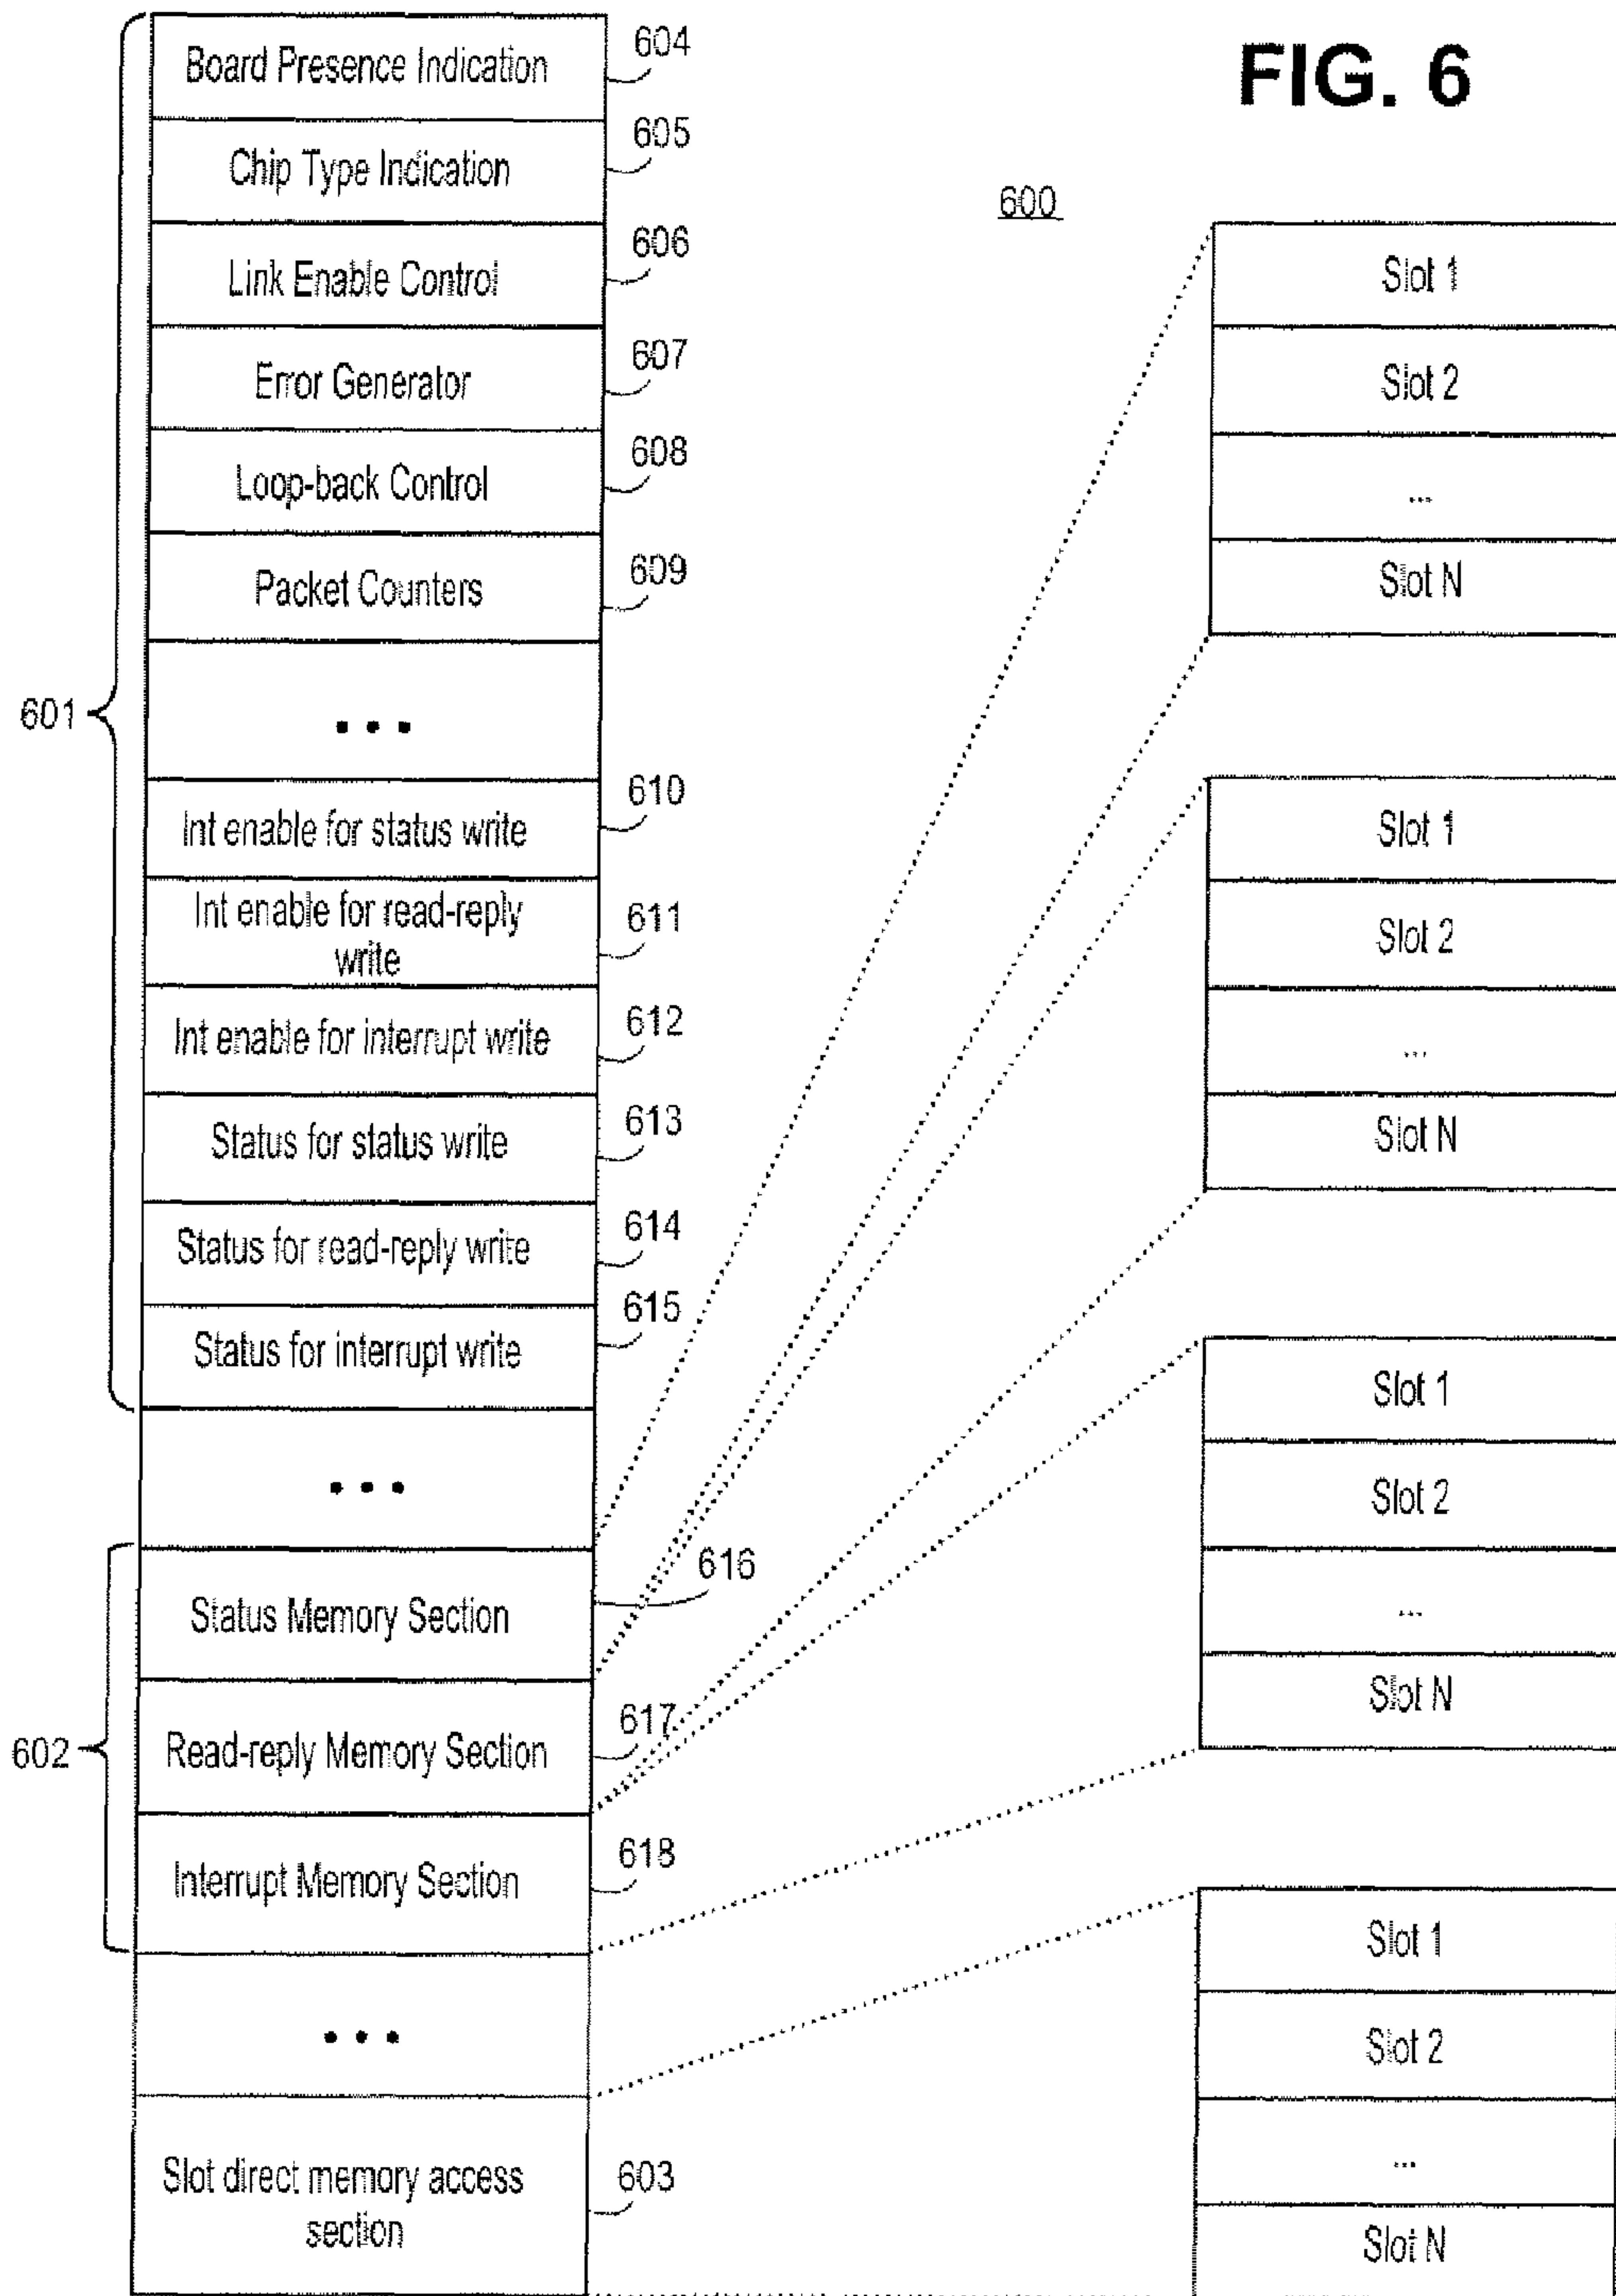 FIG. 6
600
601
Board Presence Indication
604
Chip Type Indication
605
Link Enable Control
606
Error Generator
607
Loop-back Control
608
Packet Counters
609
...
Int enable for status write
610
Int enable for read-reply
write
611
Int enable for interrupt write
612
Status for status write
613
Status for read-reply write
614
Status for interrupt write
615
...
602
Status Memory Section
616
Read-reply Memory Section
617
Interrupt Memory Section
618
...
Slot direct memory access
section
603
Slot 1
Slot 2
...
Slot N
Slot 1
Slot 2
...
Slot N
Slot 1
Slot 2
...
Slot N
Slot 1
Slot 2
...
Slot N